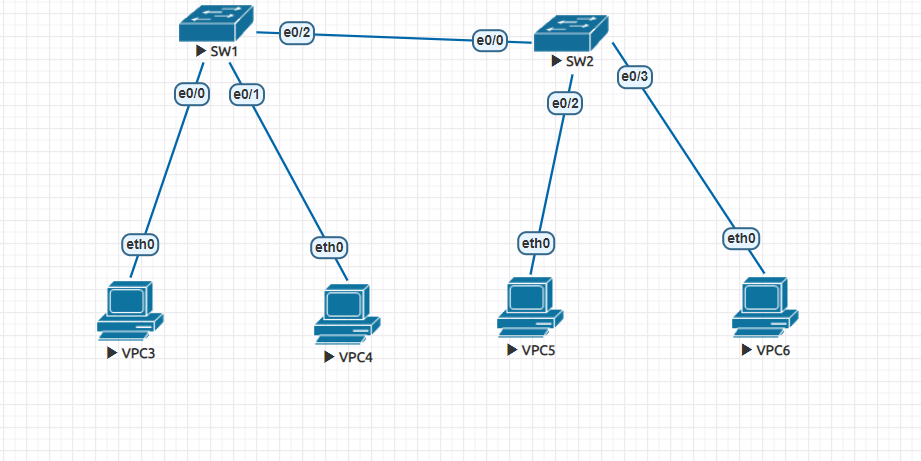 e0/2
e0/0
SW1
SW2
e0/0
e0/1
e0/3
e0/2
eth0
eth0
eth0
eth0
VPC3
VPC4
VPC5
VPC6